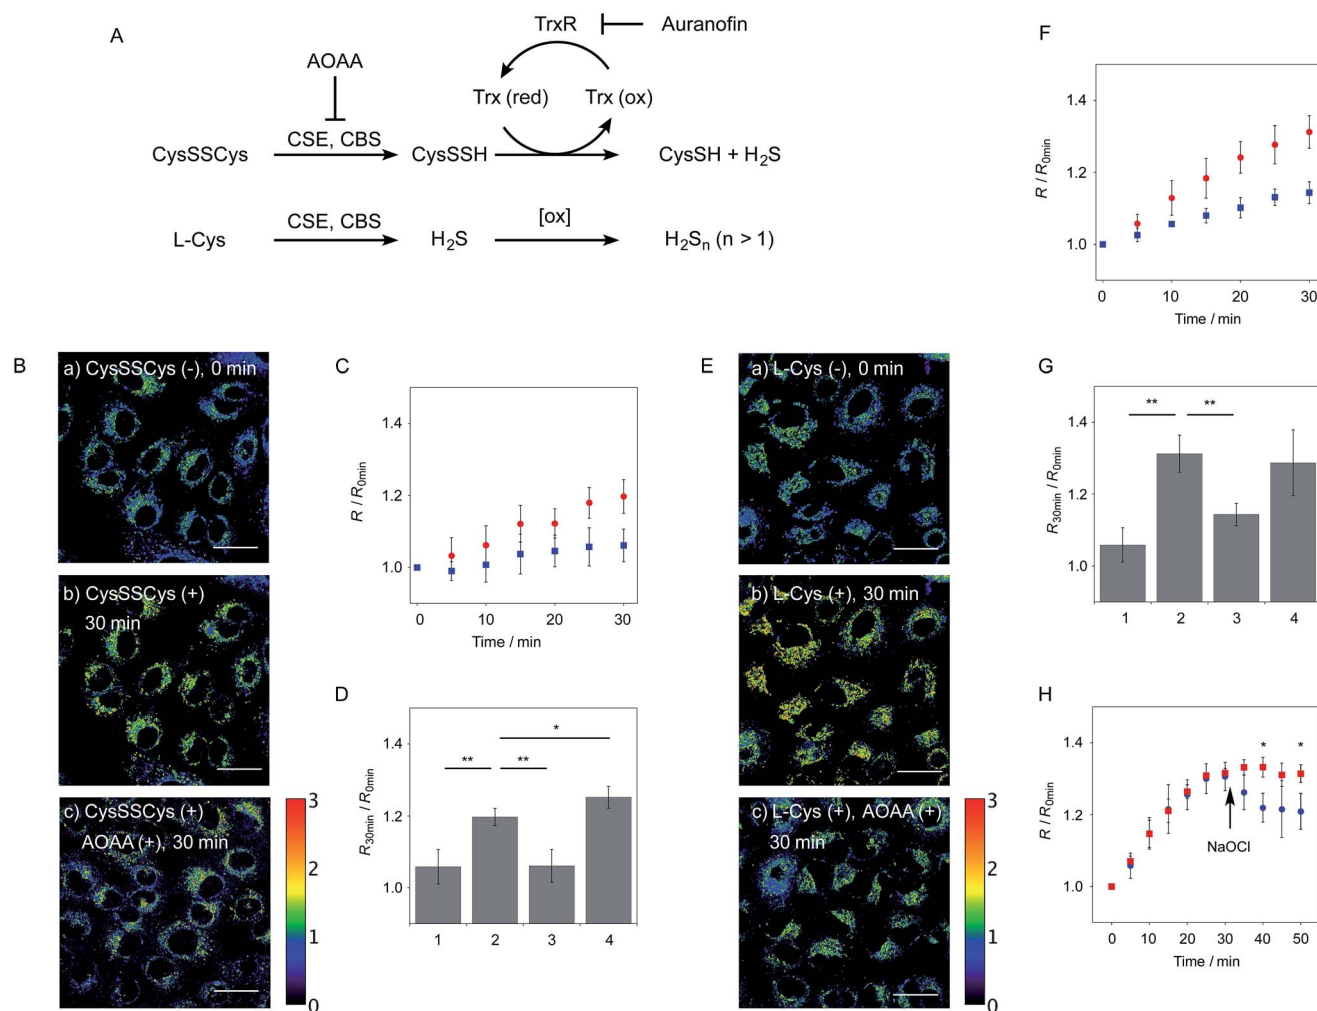 A
TrxR
Auranofin
AOAA
Trx (red)
Trx (ox)
CysSSCys
CSE, CBS
CysSSH
CysSH + H₂S
L-Cys
CSE, CBS
H₂S
[ox]
H₂Sₙ (n > 1)
B
a) CysSSCys (-), 0 min
b) CysSSCys (+)
30 min
c) CysSSCys (+)
AOAA (+), 30 min
3
2
1
0
C
R / R0min
1.4
1.2
1.0
0 10 20 30
Time / min
D
R30min / R0min
1.4
1.2
1.0
** ** *
1 2 3 4
E
a) L-Cys (-), 0 min
b) L-Cys (+), 30 min
c) L-Cys (+), AOAA (+)
30 min
3
2
1
0
F
R / R0min
1.4
1.2
1.0
0 10 20 30
Time / min
G
R30min / R0min
1.4
1.2
1.0
** **
1 2 3 4
H
R / R0min
1.4
1.2
1.0
* *
NaOCl
0 10 20 30 40 50
Time / min